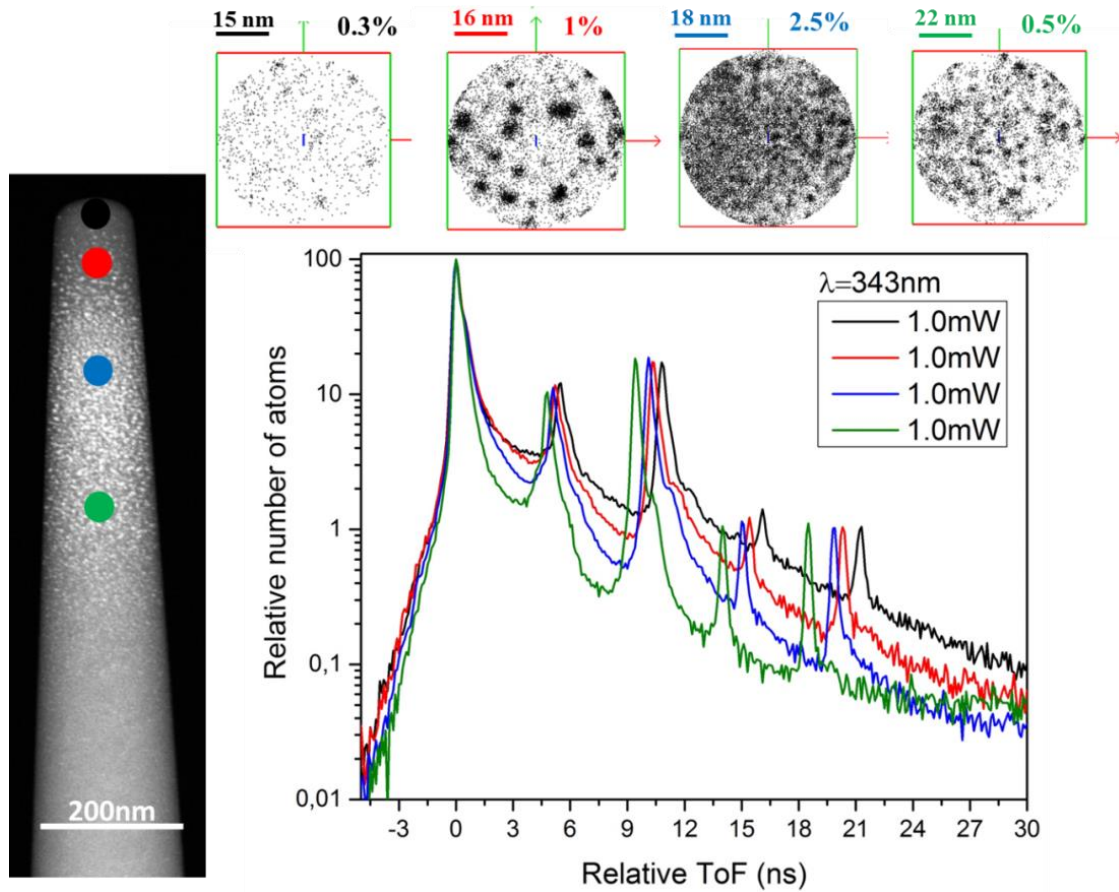 15 nm 0.3% 16 nm 1% 18 nm 2.5% 22 nm 0.5%
200nm
λ=343nm
1.0mW
1.0mW
1.0mW
1.0mW
Relative number of atoms
100
10
1
0,1
0,01
-3 0 3 6 9 12 15 18 21 24 27 30
Relative ToF (ns)